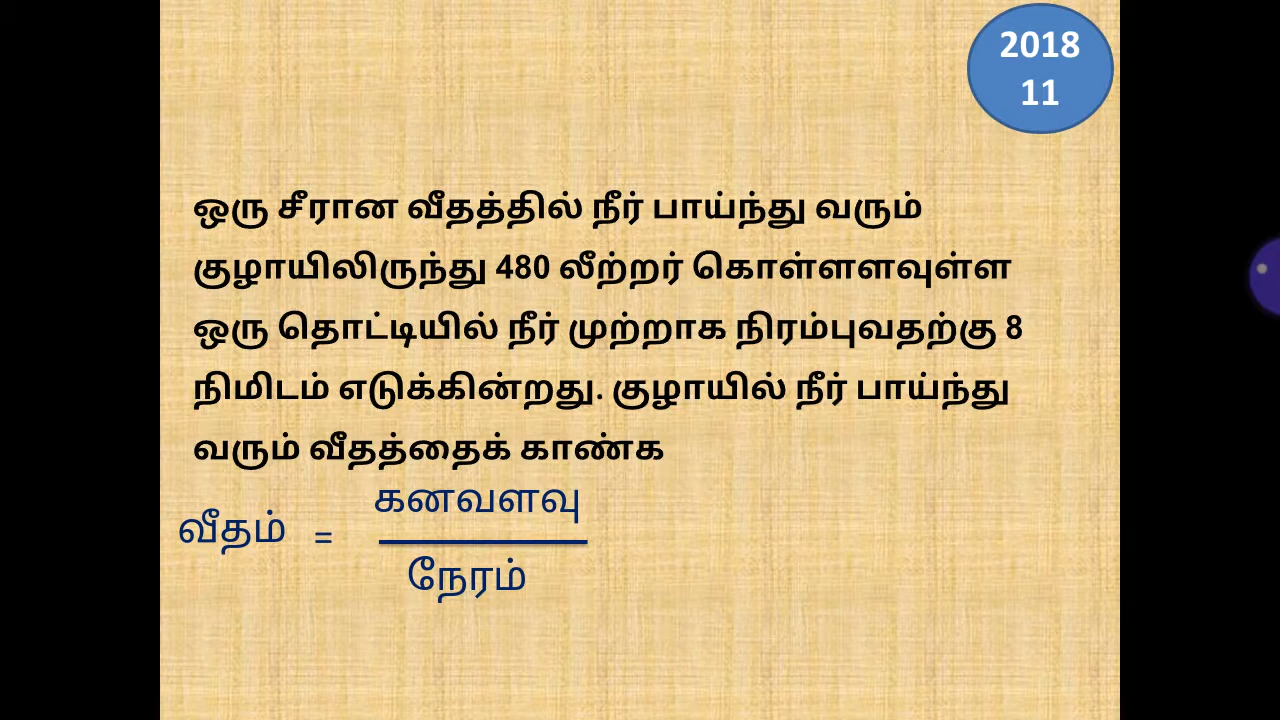 2018
11
ஒரு சீரான வீதத்தில் நீர் பாய்ந்து வரும்
குழாயிலிருந்து 480 லீற்றர் கொள்ளளவுள்ள
ஒரு தொட்டியில் நீர் முற்றாக நிரம்புவதற்கு 8
நிமிடம் எடுக்கின்றது. குழாயில் நீர் பாய்ந்து
வரும் வீதத்தைக் காண்க
கனவளவு
வீதம் =
நேரம்